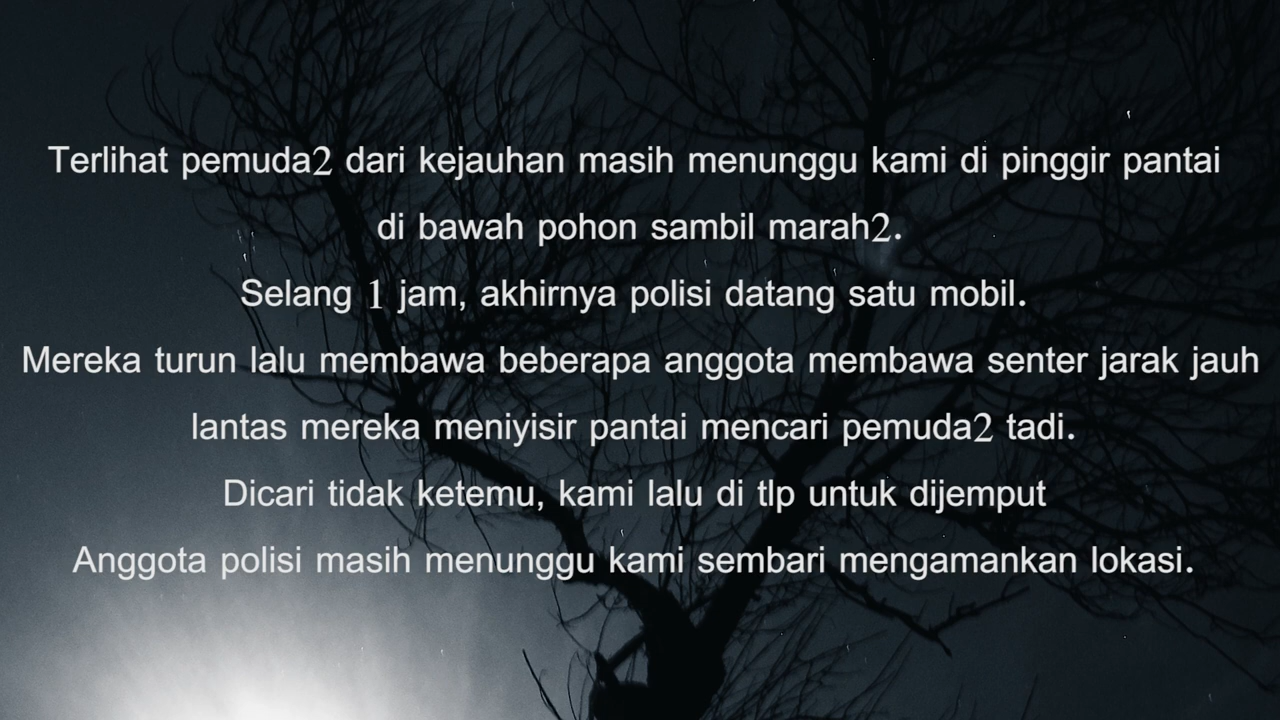 Terlihat pemuda2 dari kejauhan masih menunggu kami di pinggir pantai
di bawah pohon sambil marah2.
Selang 1 jam, akhirnya polisi datang satu mobil.
Mereka turun lalu membawa beberapa anggota membawa senter jarak jauh
lantas mereka meniyisir pantai mencari pemuda2 tadi.
Dicari tidak ketemu, kami lalu di tlp untuk dijemput
Anggota polisi masih menunggu kami sembari mengamankan lokasi.